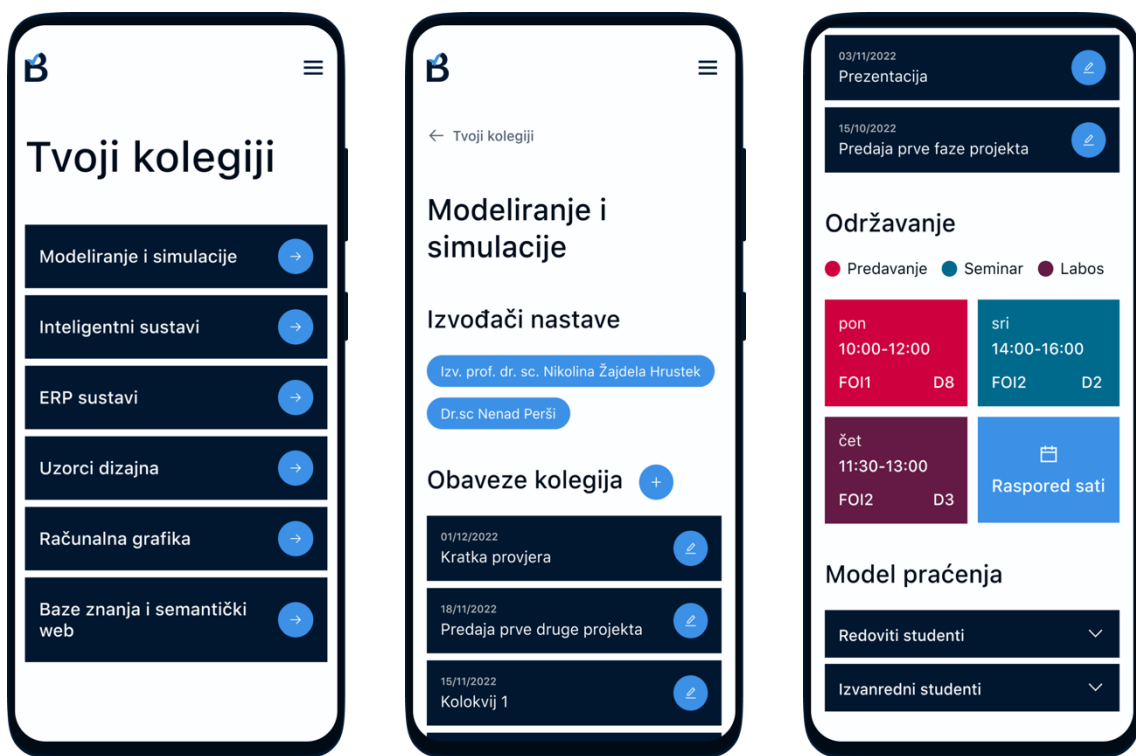 B
Tvoji kolegiji
Modeliranje i simulacije
Inteligentni sustavi
ERP sustavi
Uzorci dizajna
Računalna grafika
Baze znanja i semantički
web
B
← Tvoji kolegiji
Modeliranje i
simulacije
Izvođači nastave
Izv. prof. dr. sc. Nikolina Žajdela Hrustek
Dr.sc Nenad Perši
Obaveze kolegija +
01/12/2022
Kratka provjera
18/11/2022
Predaja prve druge projekta
15/11/2022
Kolokvij 1
03/11/2022
Prezentacija
15/10/2022
Predaja prve faze projekta
Održavanje
Predavanje Seminar Labos
pon
10:00-12:00
FOI1 D8
sri
14:00-16:00
FOI2 D2
čet
11:30-13:00
FOI2 D3
Raspored sati
Model praćenja
Redoviti studenti
Izvanredni studenti